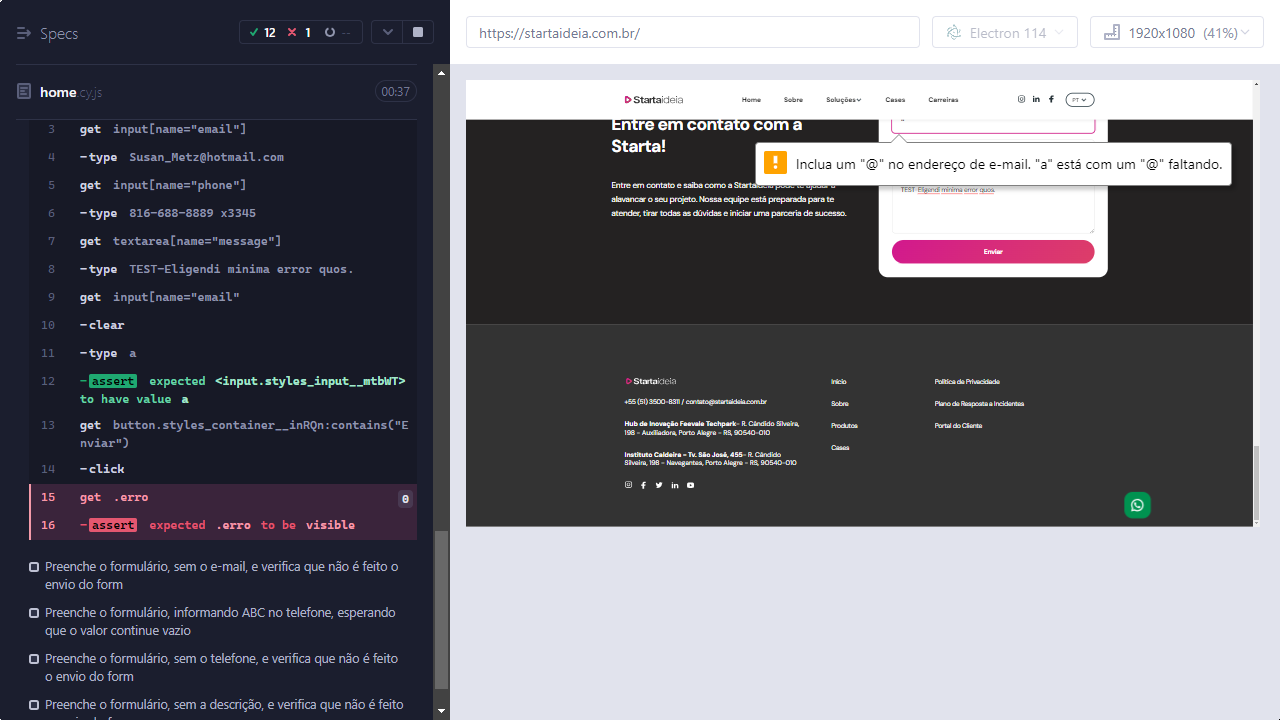 Specs
12 1 --
home.cy.js 00:37
3 get input[name="email"]
4 -type Susan_Metz@hotmail.com
5 get input[name="phone"]
6 -type 816-688-8889 x3345
7 get textarea[name="message"]
8 -type TEST-Eligendi minima error quos.
9 get input[name="email"
10 -clear
11 -type a
12 -assert expected <input.styles_input__mtbWT>
to have value a
13 get button.styles_container__inRQn:contains("E
nviar")
14 -click
15 get .erro 0
16 -assert expected .erro to be visible
Preenche o formulário, sem o e-mail, e verifica que não é feito o
envio do form
Preenche o formulário, informando ABC no telefone, esperando
que o valor continue vazio
Preenche o formulário, sem o telefone, e verifica que não é feito
o envio do form
Preenche o formulário, sem a descrição, e verifica que não é feito
https://startaideia.com.br/
Electron 114
1920x1080 (41%)
Startaideia
Home Sobre Soluções Cases Carreiras
PT
Entre em contato com a
Starta!
Inclua um "@" no endereço de e-mail. "a" está com um "@" faltando.
Entre em contato e saiba como a Startaideia pode te ajudar a
alavancar o seu projeto. Nossa equipe está preparada para te
atender, tirar todas as dúvidas e iniciar uma parceria de sucesso.
TEST-Eligendi minima error quos.
Enviar
Startaideia
+55 (51) 3500-8311 / contato@startaideia.com.br
Hub de Inovação Feevale Techpark- R. Cândido Silveira,
198 - Auxiliadora, Porto Alegre - RS, 90540-010
Instituto Caldeira - Tv. São José, 455- R. Cândido
Silveira, 198 - Navegantes, Porto Alegre - RS, 90540-010
Início
Sobre
Produtos
Cases
Política de Privacidade
Plano de Resposta a Incidentes
Portal do Cliente